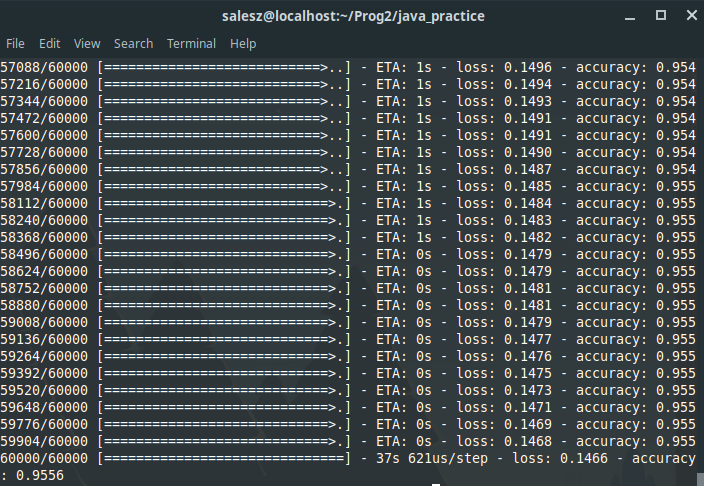 salesz@localhost:~/Prog2/java_practice
File Edit View Search Terminal Help
57088/60000 [============================>..] - ETA: 1s - loss: 0.1496 - accuracy: 0.954
57216/60000 [============================>..] - ETA: 1s - loss: 0.1494 - accuracy: 0.954
57344/60000 [============================>..] - ETA: 1s - loss: 0.1493 - accuracy: 0.954
57472/60000 [============================>..] - ETA: 1s - loss: 0.1491 - accuracy: 0.954
57600/60000 [============================>..] - ETA: 1s - loss: 0.1491 - accuracy: 0.954
57728/60000 [============================>..] - ETA: 1s - loss: 0.1490 - accuracy: 0.954
57856/60000 [============================>..] - ETA: 1s - loss: 0.1487 - accuracy: 0.954
57984/60000 [============================>..] - ETA: 1s - loss: 0.1485 - accuracy: 0.955
58112/60000 [=============================>.] - ETA: 1s - loss: 0.1484 - accuracy: 0.955
58240/60000 [=============================>.] - ETA: 1s - loss: 0.1483 - accuracy: 0.955
58368/60000 [=============================>.] - ETA: 1s - loss: 0.1482 - accuracy: 0.955
58496/60000 [=============================>.] - ETA: 0s - loss: 0.1479 - accuracy: 0.955
58624/60000 [=============================>.] - ETA: 0s - loss: 0.1479 - accuracy: 0.955
58752/60000 [=============================>.] - ETA: 0s - loss: 0.1481 - accuracy: 0.955
58880/60000 [=============================>.] - ETA: 0s - loss: 0.1481 - accuracy: 0.955
59008/60000 [=============================>.] - ETA: 0s - loss: 0.1479 - accuracy: 0.955
59136/60000 [=============================>.] - ETA: 0s - loss: 0.1477 - accuracy: 0.955
59264/60000 [=============================>.] - ETA: 0s - loss: 0.1476 - accuracy: 0.955
59392/60000 [=============================>.] - ETA: 0s - loss: 0.1475 - accuracy: 0.955
59520/60000 [=============================>.] - ETA: 0s - loss: 0.1473 - accuracy: 0.955
59648/60000 [=============================>.] - ETA: 0s - loss: 0.1471 - accuracy: 0.955
59776/60000 [=============================>.] - ETA: 0s - loss: 0.1469 - accuracy: 0.955
59904/60000 [=============================>.] - ETA: 0s - loss: 0.1468 - accuracy: 0.955
60000/60000 [==============================] - 37s 621us/step - loss: 0.1466 - accuracy
: 0.9556